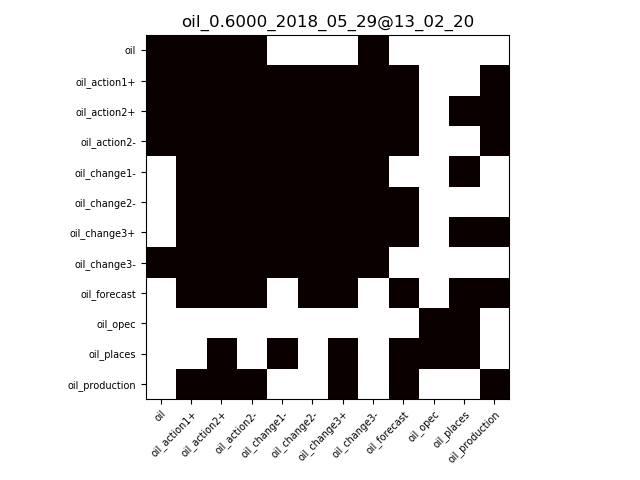 oil_0.6000_2018_05_29@13_02_20
oil
oil_action1+
oil_action2+
oil_action2-
oil_change1-
oil_change2-
oil_change3+
oil_change3-
oil_forecast
oil_opec
oil_places
oil_production
oil
oil_action1+
oil_action2+
oil_action2-
oil_change1-
oil_change2-
oil_change3+
oil_change3-
oil_forecast
oil_opec
oil_places
oil_production